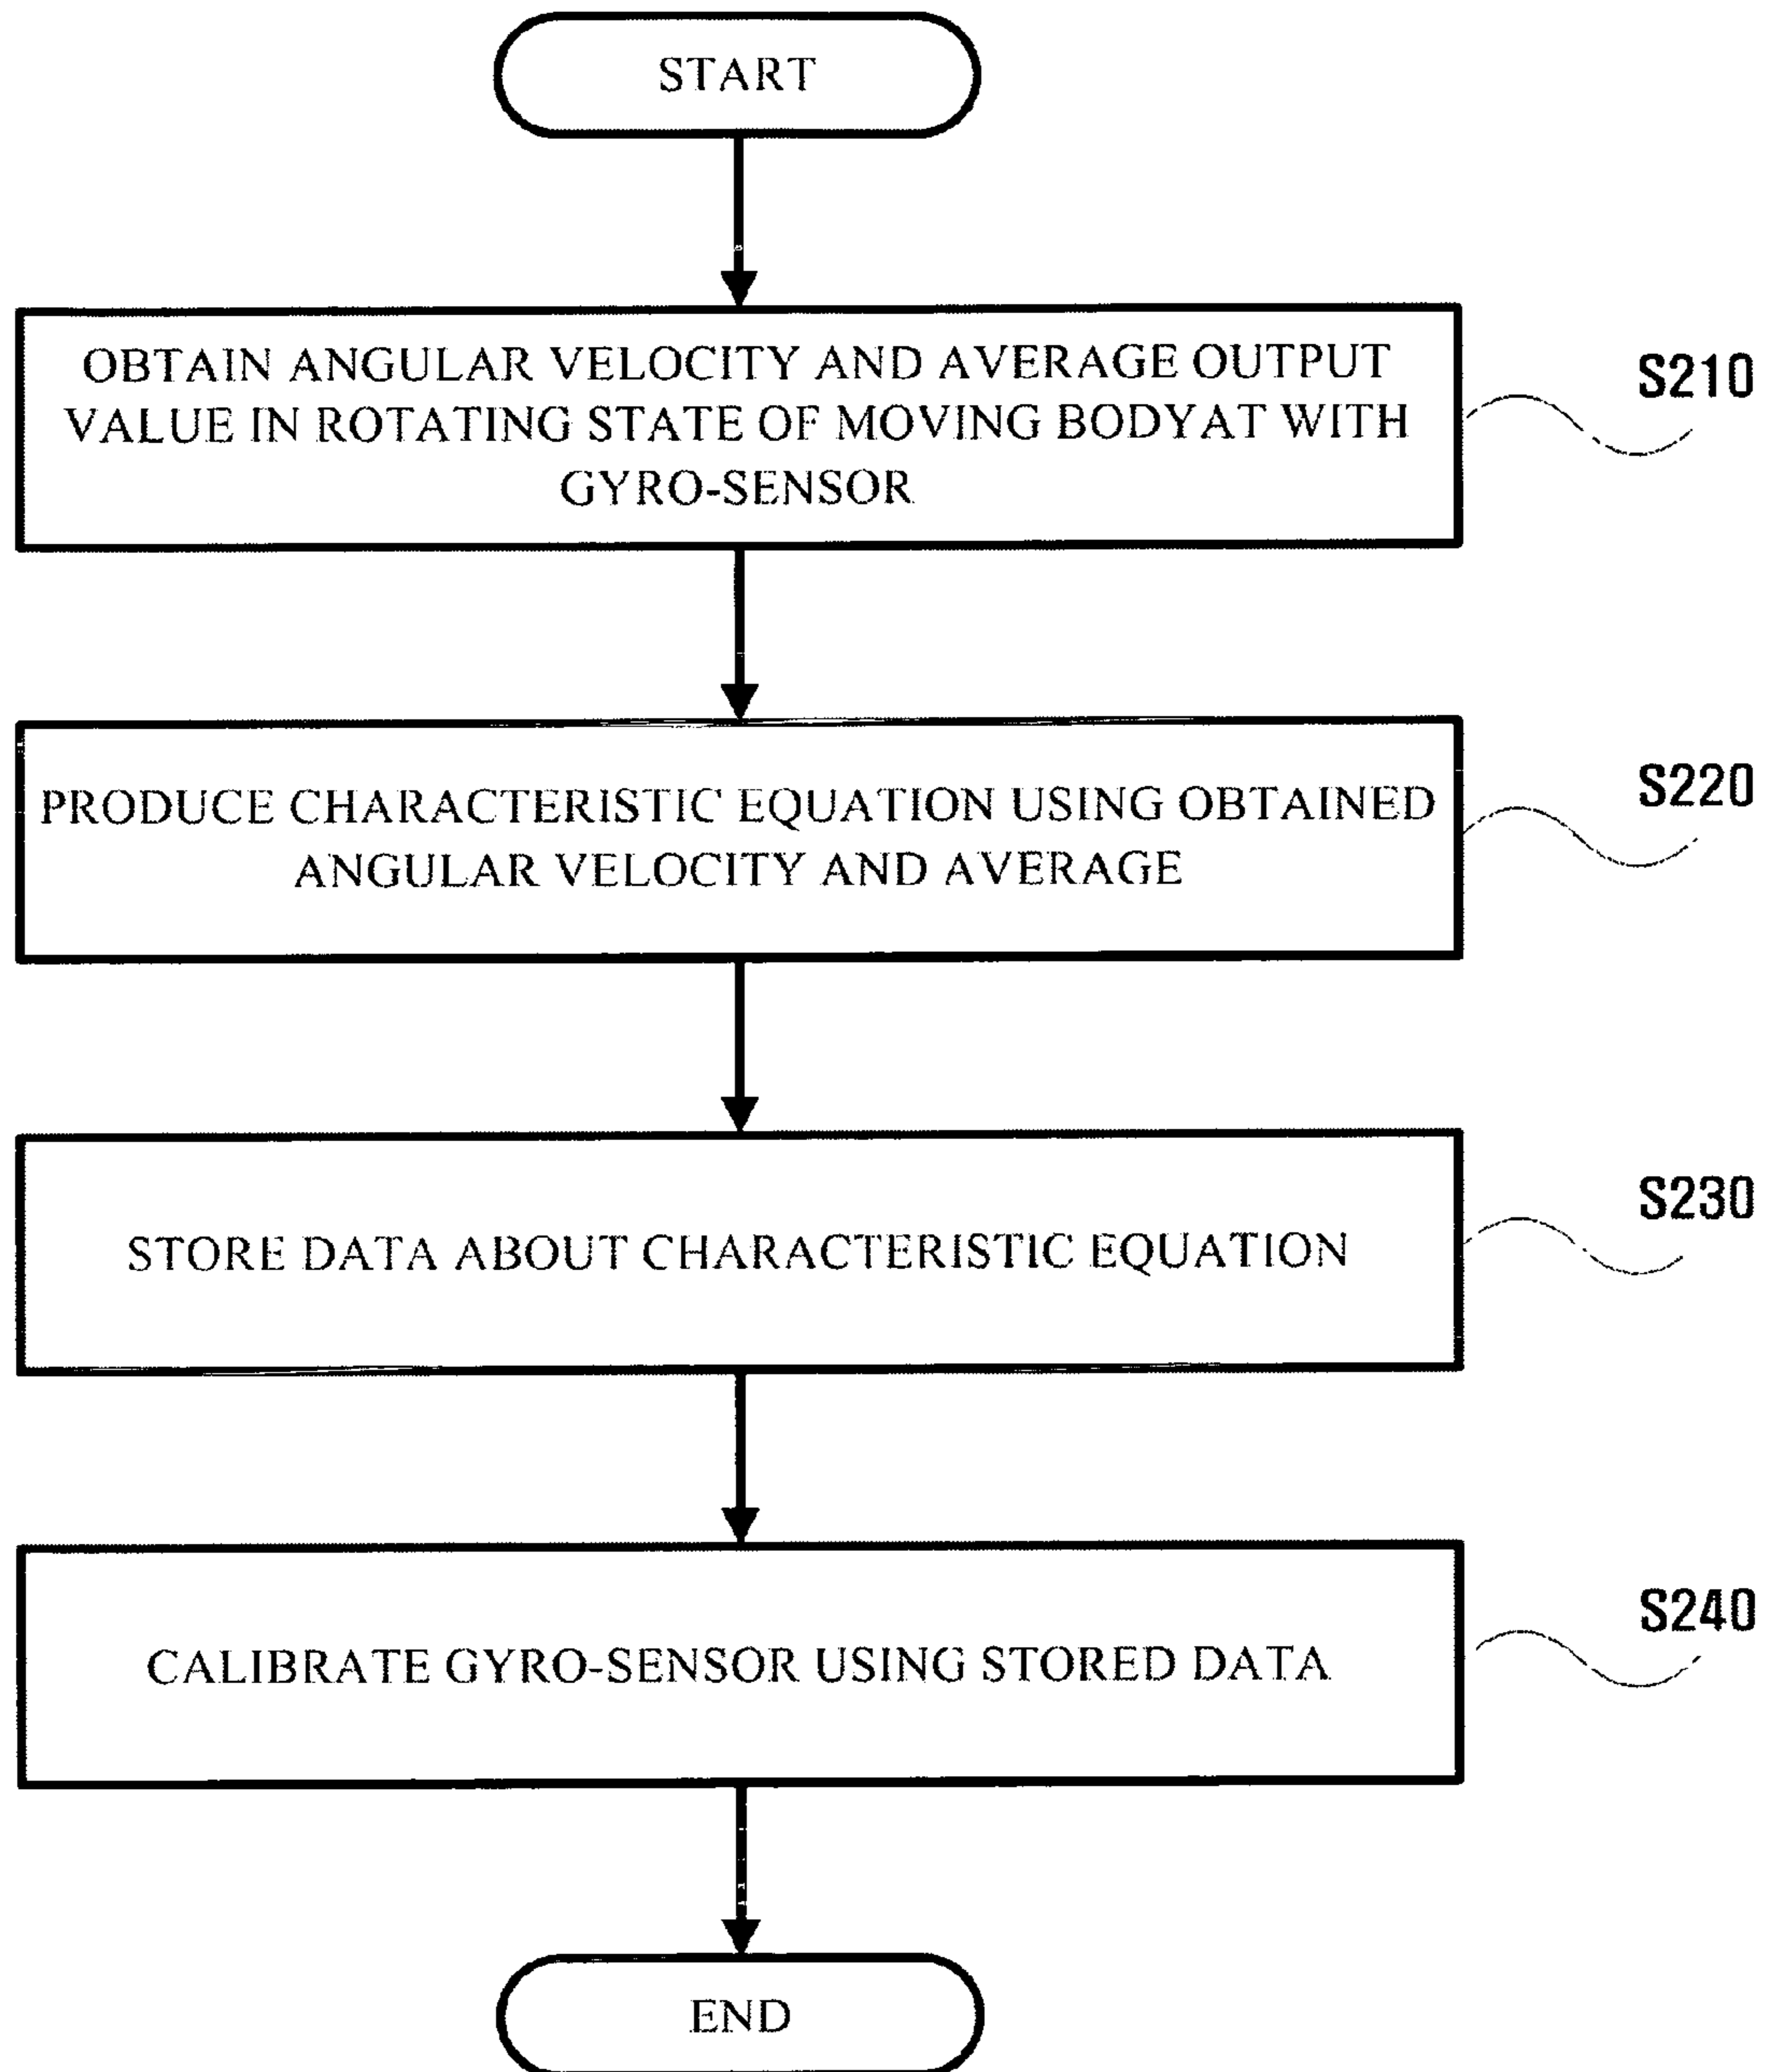 START
OBTAIN ANGULAR VELOCITY AND AVERAGE OUTPUT
VALUE IN ROTATING STATE OF MOVING BODYAT WITH
GYRO-SENSOR
S210
PRODUCE CHARACTERISTIC EQUATION USING OBTAINED
ANGULAR VELOCITY AND AVERAGE
S220
STORE DATA ABOUT CHARACTERISTIC EQUATION
S230
CALIBRATE GYRO-SENSOR USING STORED DATA
S240
END